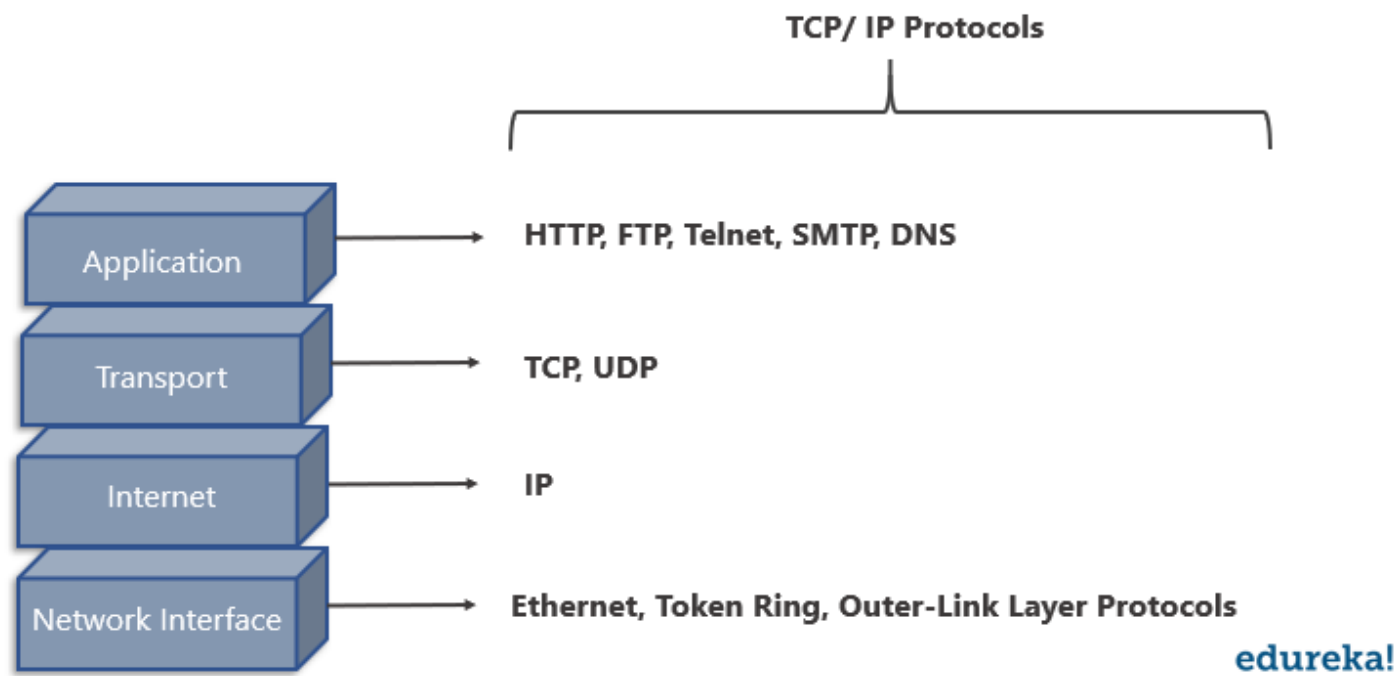 TCP/ IP Protocols
Application
HTTP, FTP, Telnet, SMTP, DNS
Transport
TCP, UDP
Internet
IP
Network Interface
Ethernet, Token Ring, Outer-Link Layer Protocols
edureka!